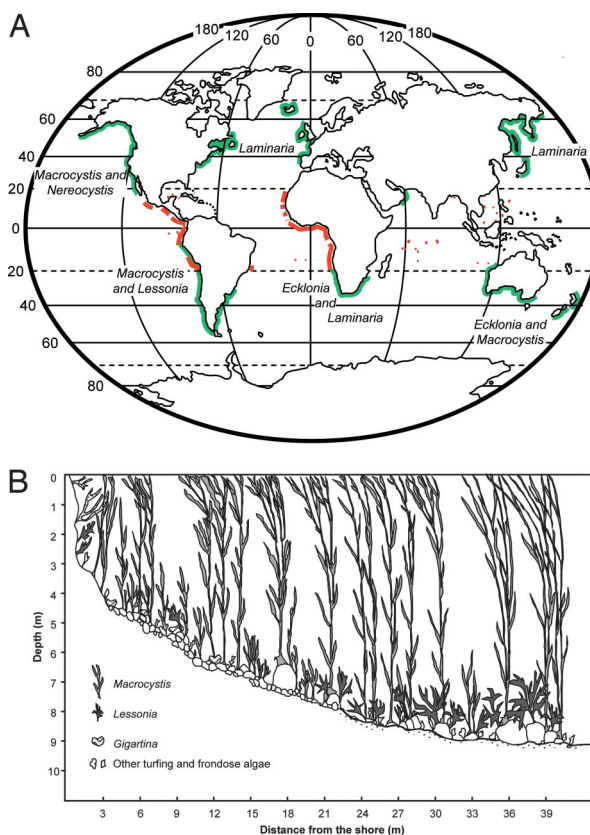 A
180 120 60 0 60 120 180
80
60
40
20
0
20
40
60
80
Macrocystis and
Nereocystis
Laminaria
Laminaria
Macrocystis
and Lessonia
Ecklonia
and
Laminaria
Ecklonia and
Macrocystis
B
Depth (m)
0
1
2
3
4
5
6
7
8
9
10
Macrocystis
Lessonia
Gigartina
Other turfing and frondose algae
3 6 9 12 15 18 21 24 27 30 33 36 39
Distance from the shore (m)